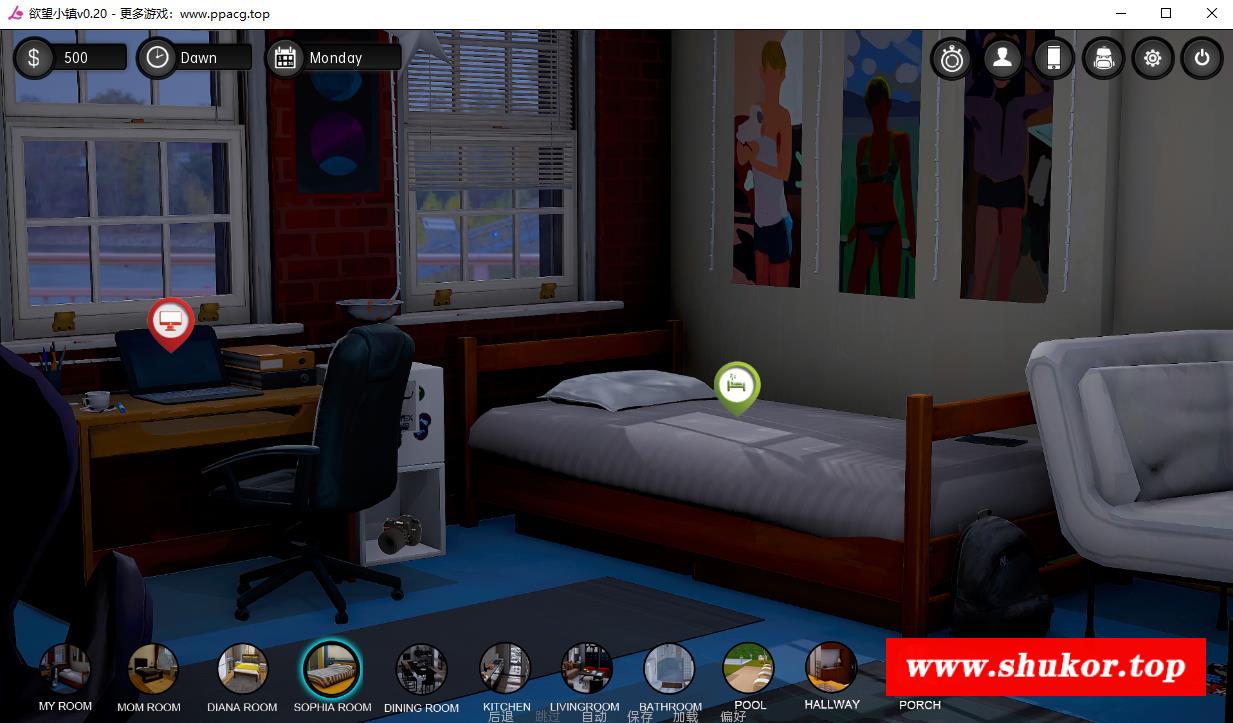 欲望小镇v0.20 - 更多游戏：www.ppacg.top
$ 500
Dawn
Monday
MY ROOM
MOM ROOM
DIANA ROOM
SOPHIA ROOM
DINING ROOM
KITCHEN
LIVINGROOM
BATHROOM
POOL
HALLWAY
PORCH
www.shukor.top
后退 跳过 自动 保存 加载 偏好